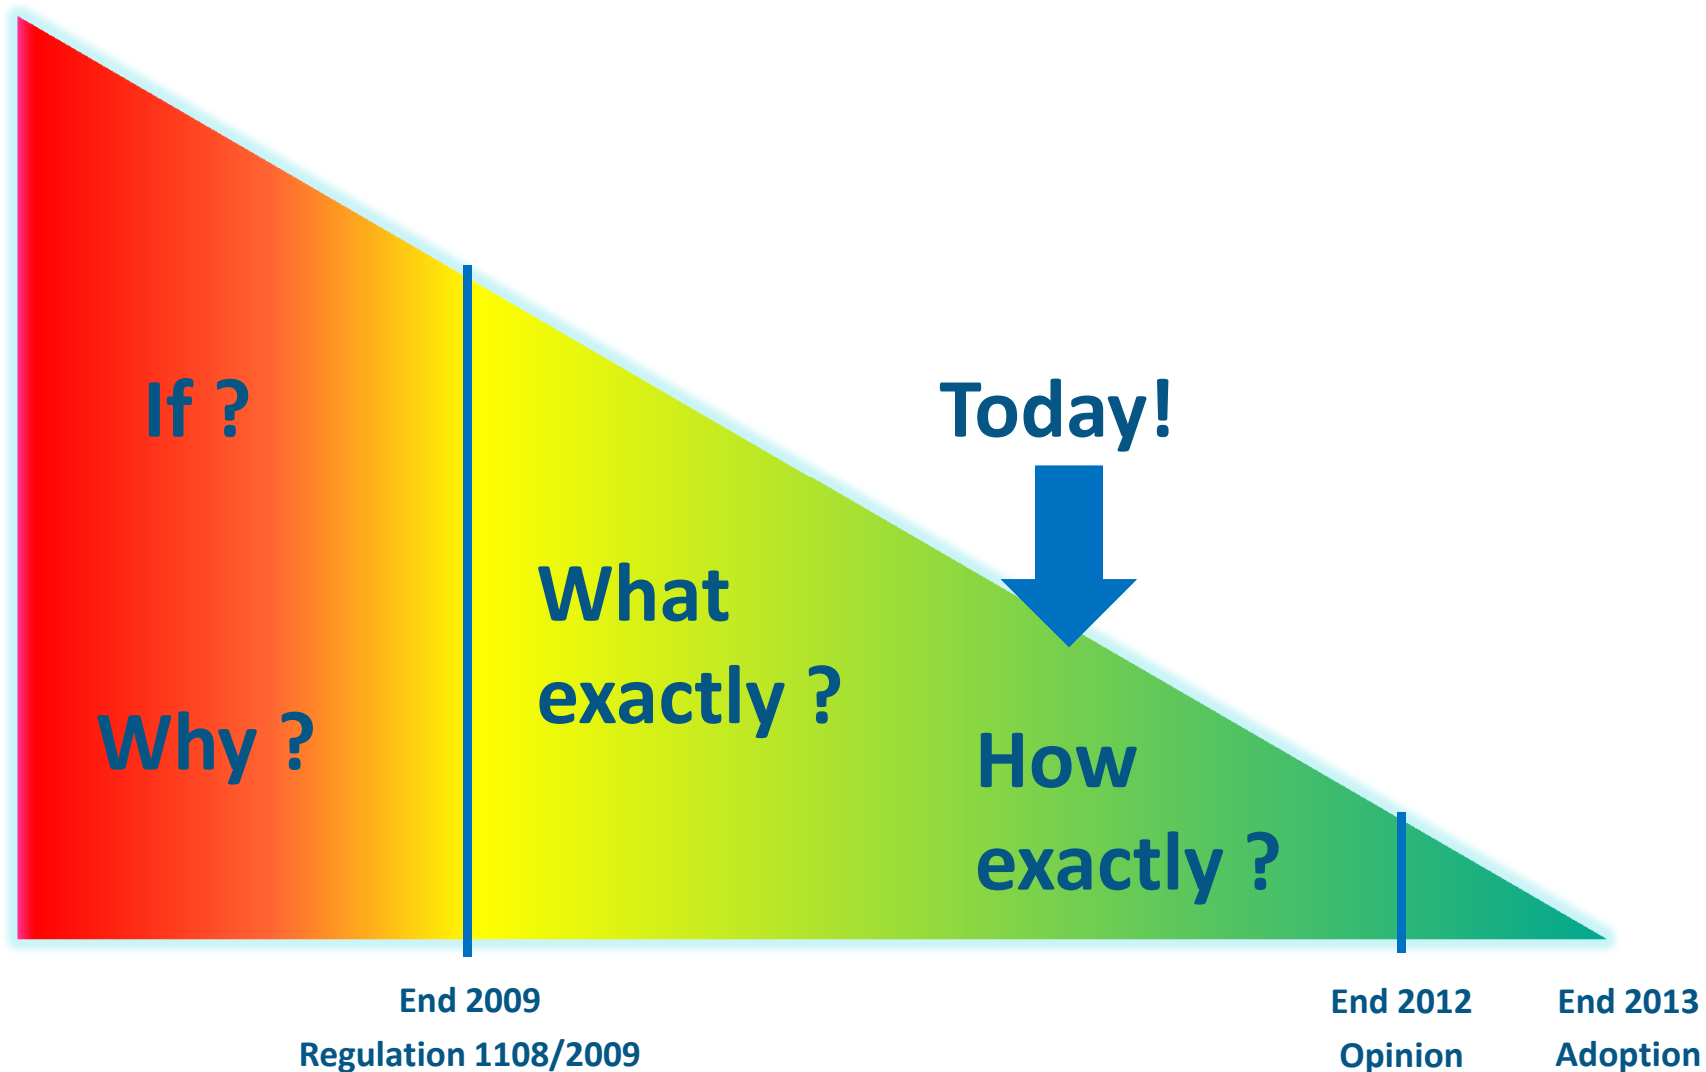 If ?
Why ?
What
exactly ?
Today!
How
exactly ?
End 2009
Regulation 1108/2009
End 2012
Opinion
End 2013
Adoption